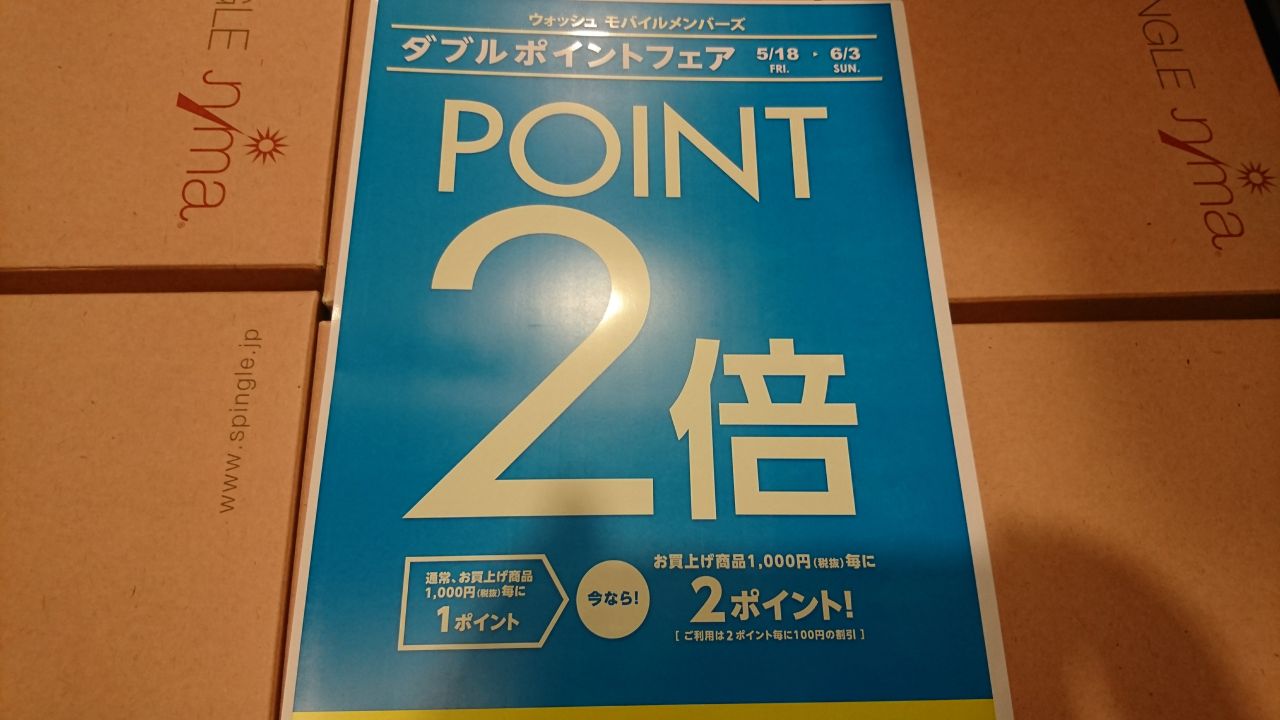 ウォッシュ モバイルメンバーズ
ダブルポイントフェア 5/18 FRI. ▸ 6/3 SUN.
POINT
2倍
通常、お買上げ商品
1,000円(税抜)毎に
1ポイント
今なら!
お買上げ商品1,000円(税抜)毎に
2ポイント!
[ ご利用は2ポイント毎に100円の割引 ]
GLE nima
www.spingle.jp
NGLE nima